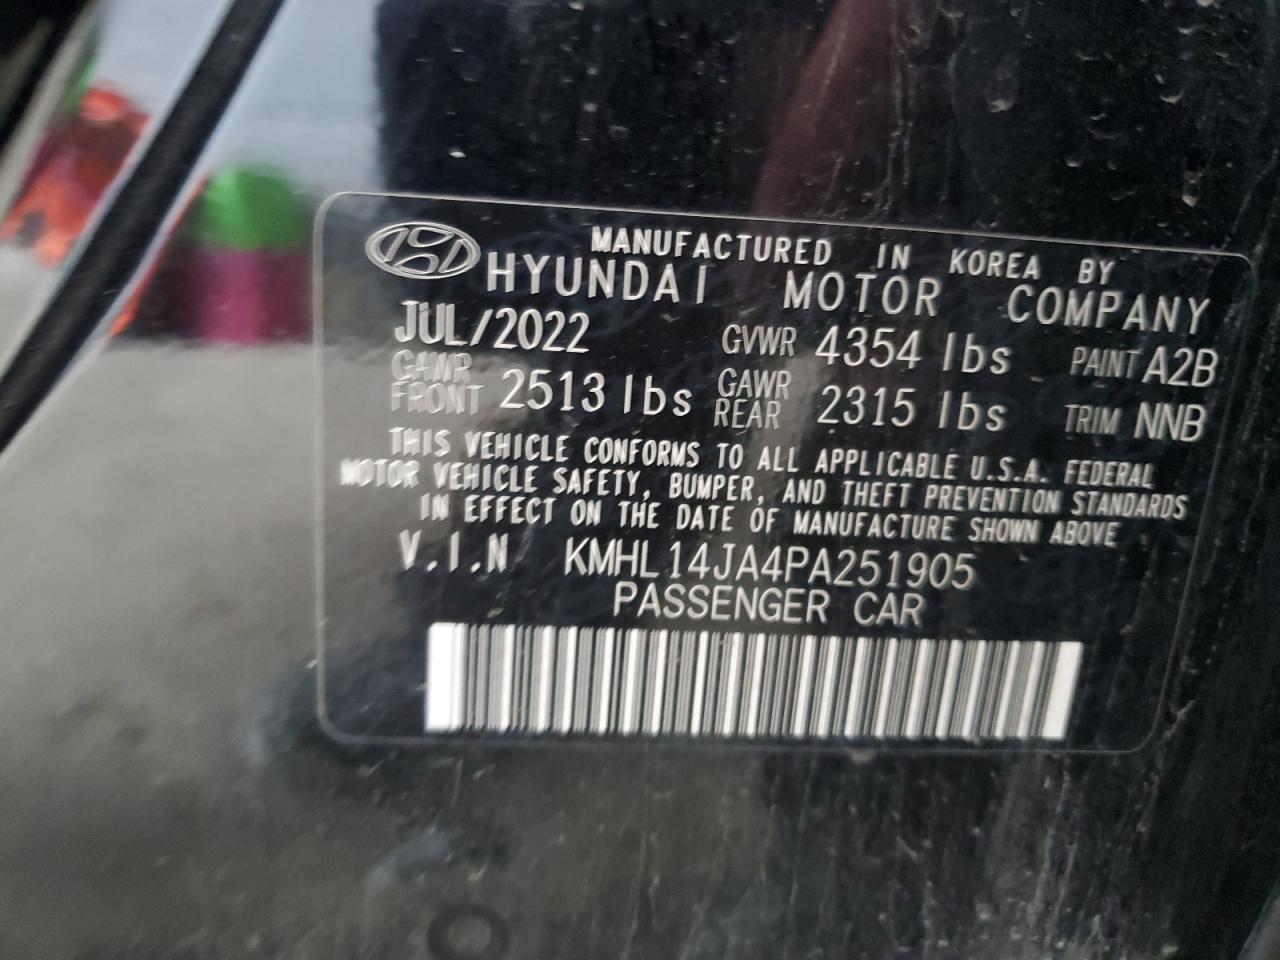 MANUFACTURED IN KOREA BY
HYUNDAI MOTOR COMPANY
JUL/2022 GVWR 4354 lbs PAINT A2B
GAWR FRONT 2513 lbs GAWR REAR 2315 lbs TRIM NNB
THIS VEHICLE CONFORMS TO ALL APPLICABLE U.S.A. FEDERAL
MOTOR VEHICLE SAFETY, BUMPER, AND THEFT PREVENTION STANDARDS
IN EFFECT ON THE DATE OF MANUFACTURE SHOWN ABOVE
V.I.N KMHL14JA4PA251905
PASSENGER CAR